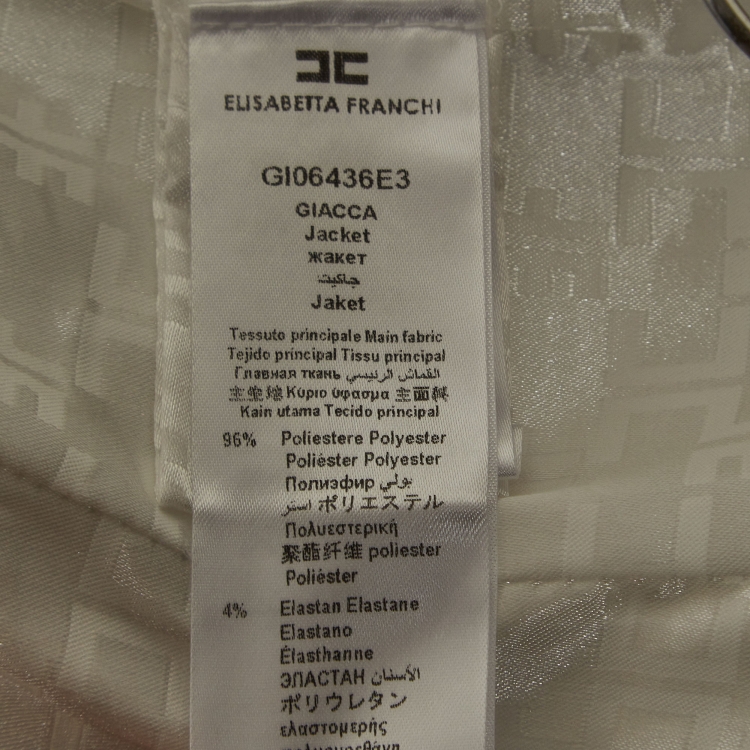 ELISABETTA FRANCHI
GI06436E3
GIACCA
Jacket
жакет
جاكيت
Jaket
Tessuto principale Main fabric
Tejido principal Tissu principal
Главная ткань القماش الرئيسي
Κύριο ύφασμα 主面料
Kain utama Tecido principal
96% Poliestere Polyester
Poliéster Polyester
Полиэфир بولي
استر ポリエステル
Πολυεστερική
聚酯纤维 poliester
Poliéster
4% Elastan Elastane
Elastano
Élasthanne
ЭЛАСТАН الأسنان
ポリウレタン
ελαστομερής